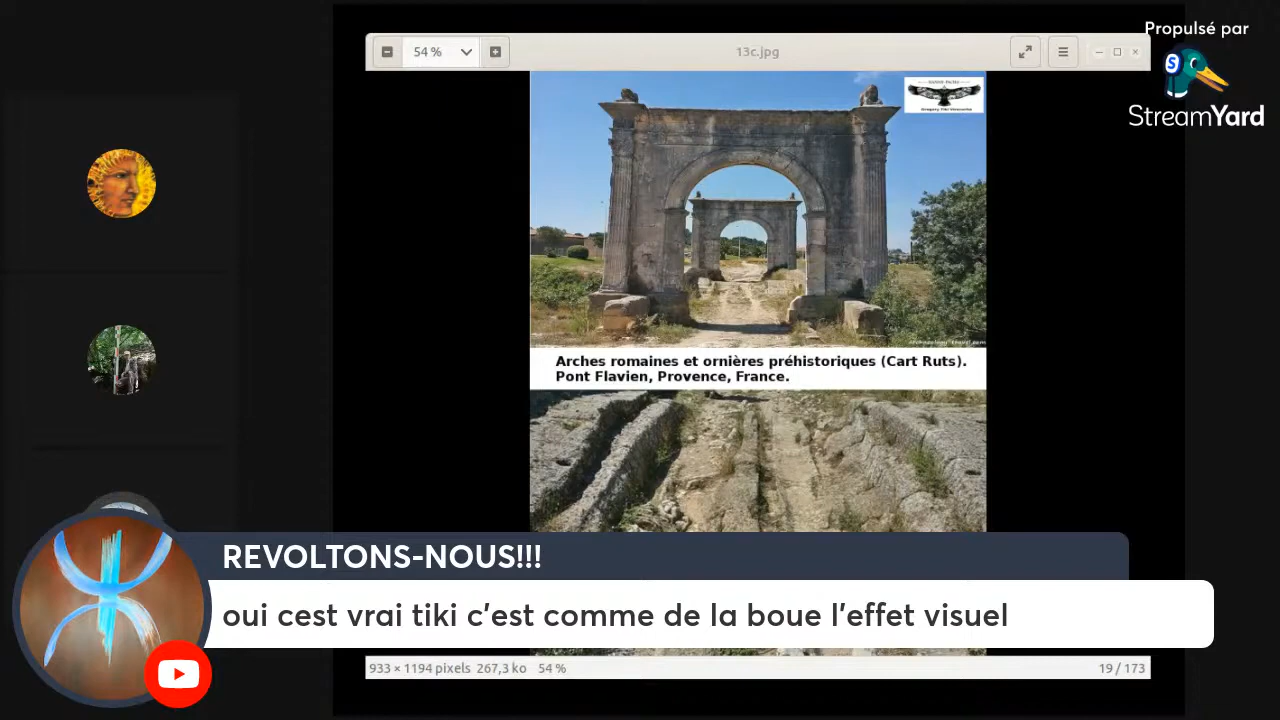 Propulsé par
StreamYard
54 %
13c.jpg
Arches romaines et ornières préhistoriques (Cart Ruts).
Pont Flavien, Provence, France.
REVOLTONS-NOUS!!!
oui cest vrai tiki c'est comme de la boue l'effet visuel
933 × 1194 pixels 267,3 ko 54 %
19 / 173